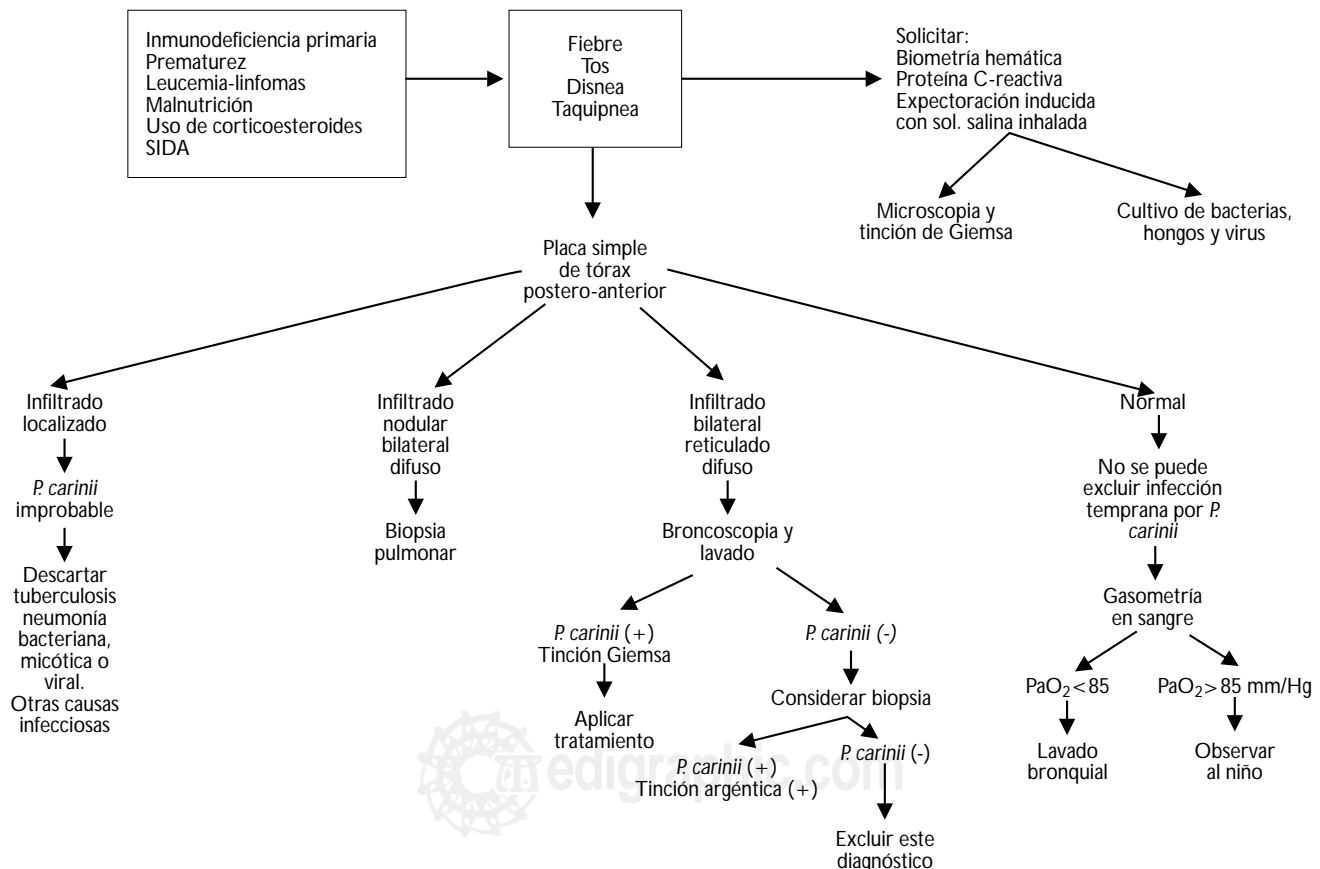 Inmunodeficiencia primaria
Prematurez
Leucemia-linfomas
Malnutrición
Uso de corticoesteroides
SIDA
Fiebre
Tos
Disnea
Taquipnea
Solicitar:
Biometría hemática
Proteína C-reactiva
Expectoración inducida
con sol. salina inhalada
Microscopia y
tinción de Giemsa
Cultivo de bacterias,
hongos y virus
Placa simple
de tórax
postero-anterior
Infiltrado
localizado
P. carinii
improbable
Descartar
tuberculosis
neumonía
bacteriana,
micótica o
viral.
Otras causas
infecciosas
Infiltrado
nodular
bilateral
difuso
Biopsia
pulmonar
Infiltrado
bilateral
reticulado
difuso
Broncoscopia y
lavado
P. carinii (+)
Tinción Giemsa
Aplicar
tratamiento
P. carinii (-)
Considerar biopsia
P. carinii (+)
Tinción argéntica (+)
P. carinii (-)
Excluir este
diagnóstico
Normal
No se puede
excluir infección
temprana por P.
carinii
Gasometría
en sangre
PaO2<85
Lavado
bronquial
PaO2>85 mm/Hg
Observar
al niño
edigraphic.com